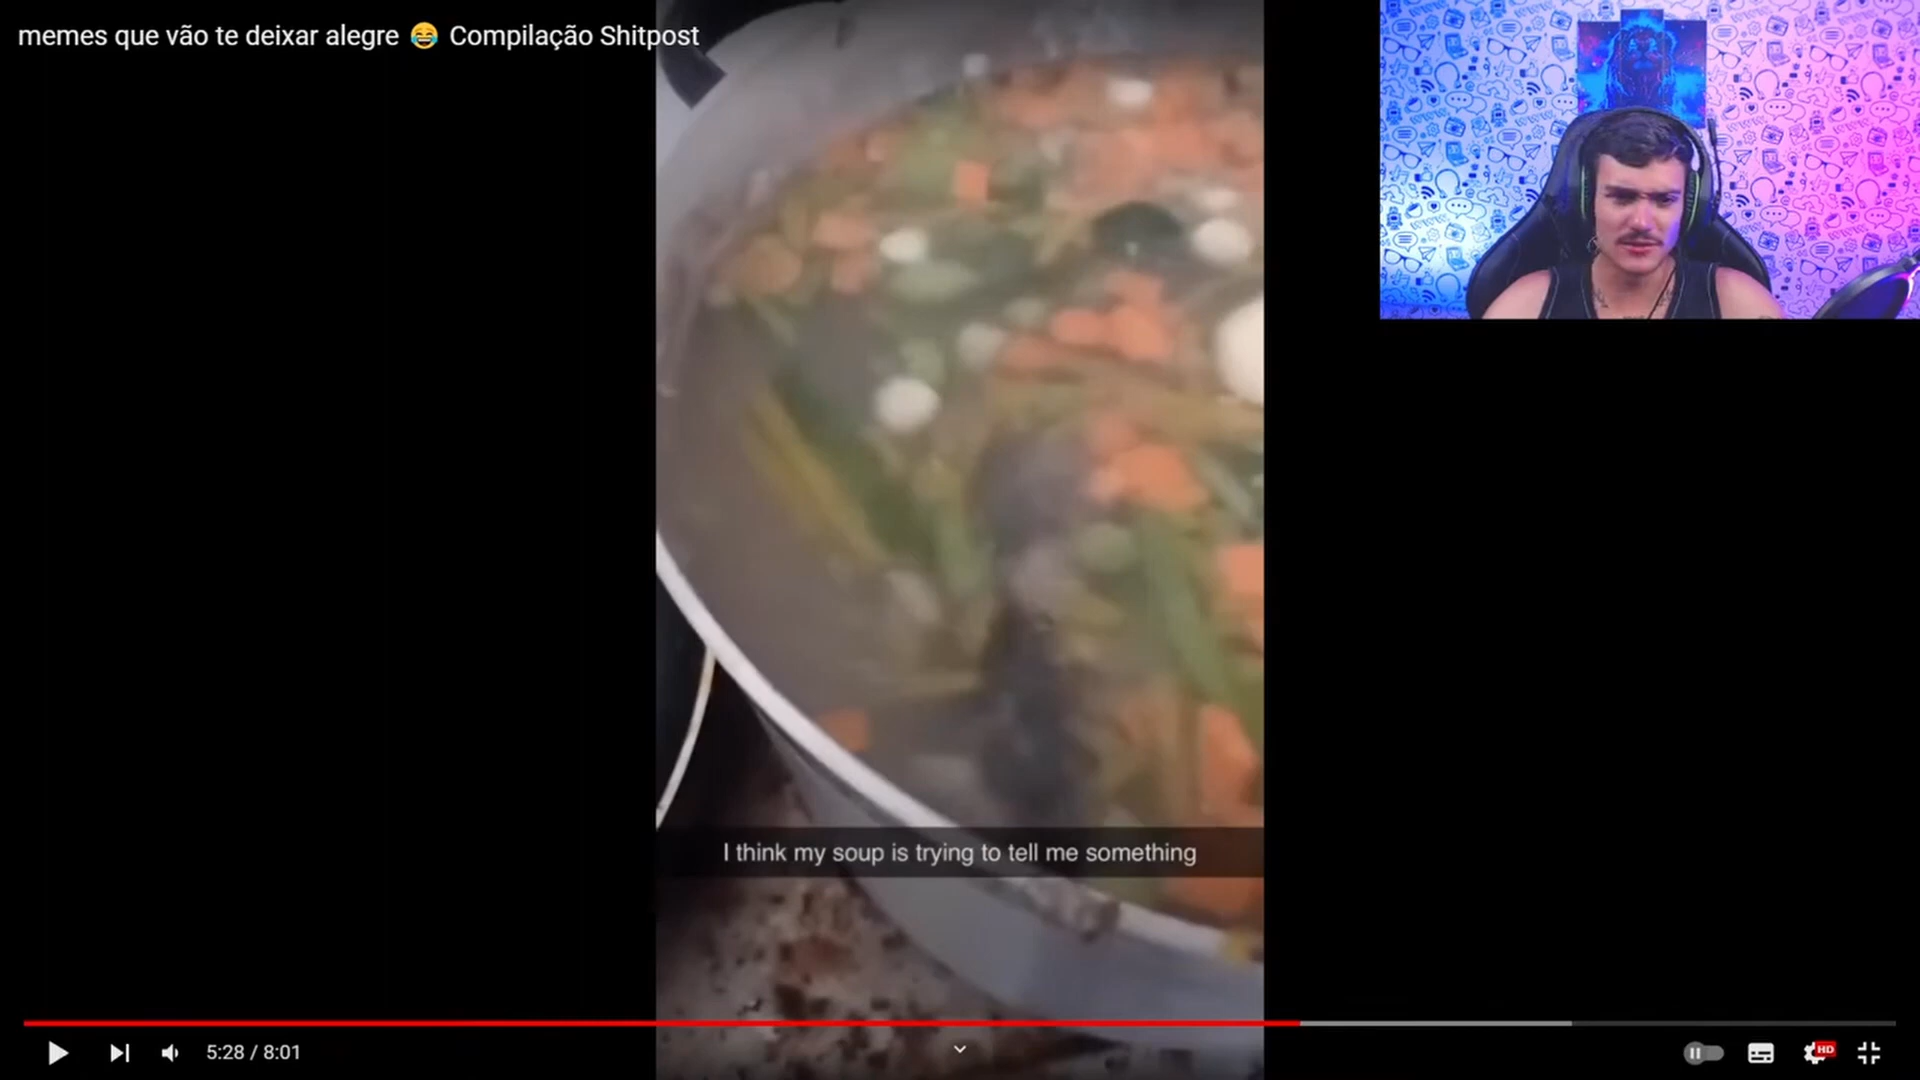 memes que vão te deixar alegre 😂 Compilação Shitpost
I think my soup is trying to tell me something
5:28 / 8:01
HD